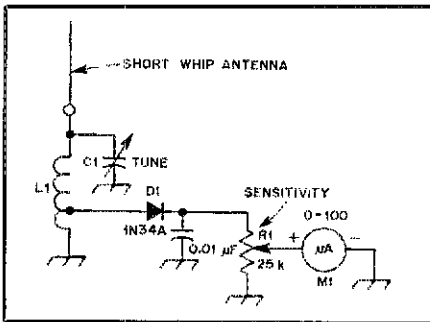 SHORT WHIP ANTENNA
C1
TUNE
L1
D1
1N34A
0.01 µF
SENSITIVITY
R1
25 k
0-100
+
µA
−
M1